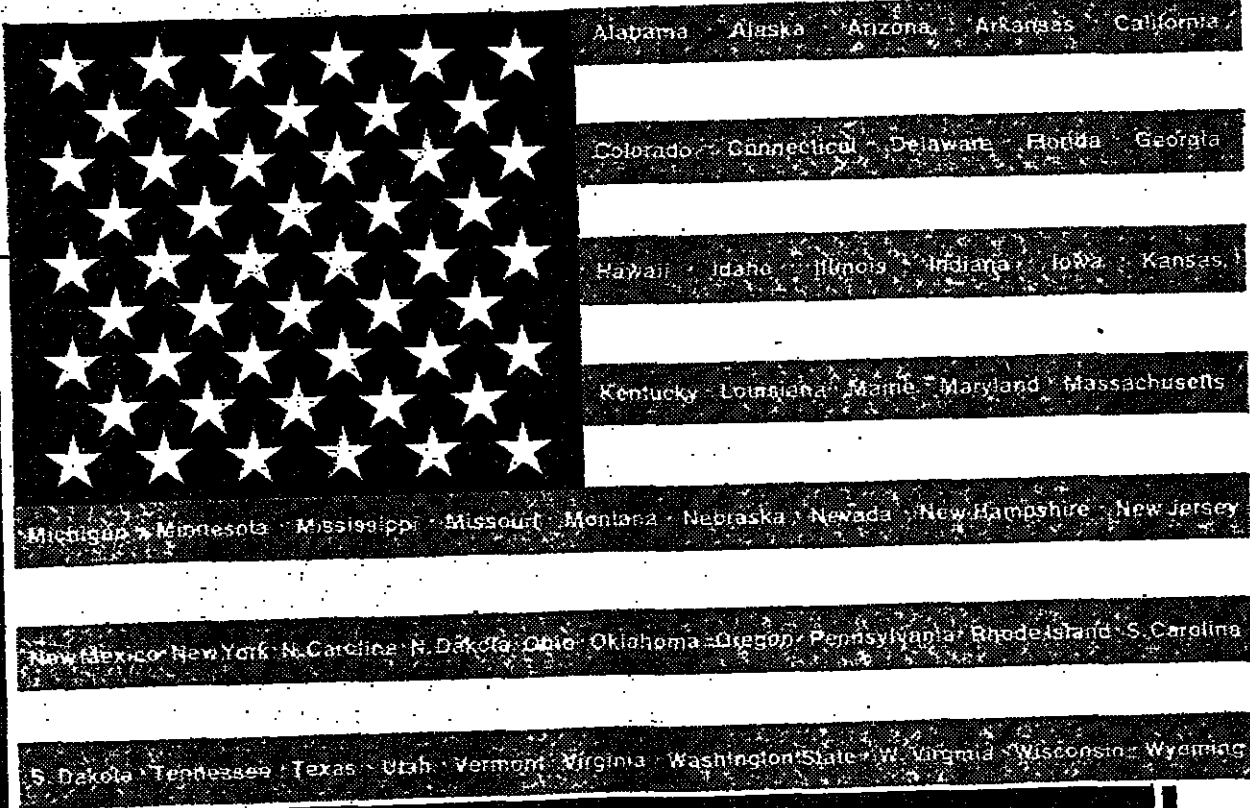 Alabama · Alaska · Arizona · Arkansas · California
Colorado · Connecticut · Delaware · Florida · Georgia
Hawaii · Idaho · Illinois · Indiana · Iowa · Kansas
Kentucky · Louisiana · Maine · Maryland · Massachusetts
Michigan · Minnesota · Mississippi · Missouri · Montana · Nebraska · Nevada · New Hampshire · New Jersey
New Mexico · New York · N. Carolina · N. Dakota · Ohio · Oklahoma · Oregon · Pennsylvania · Rhode Island · S. Carolina
S. Dakota · Tennessee · Texas · Utah · Vermont · Virginia · Washington State · W. Virginia · Wisconsin · Wyoming